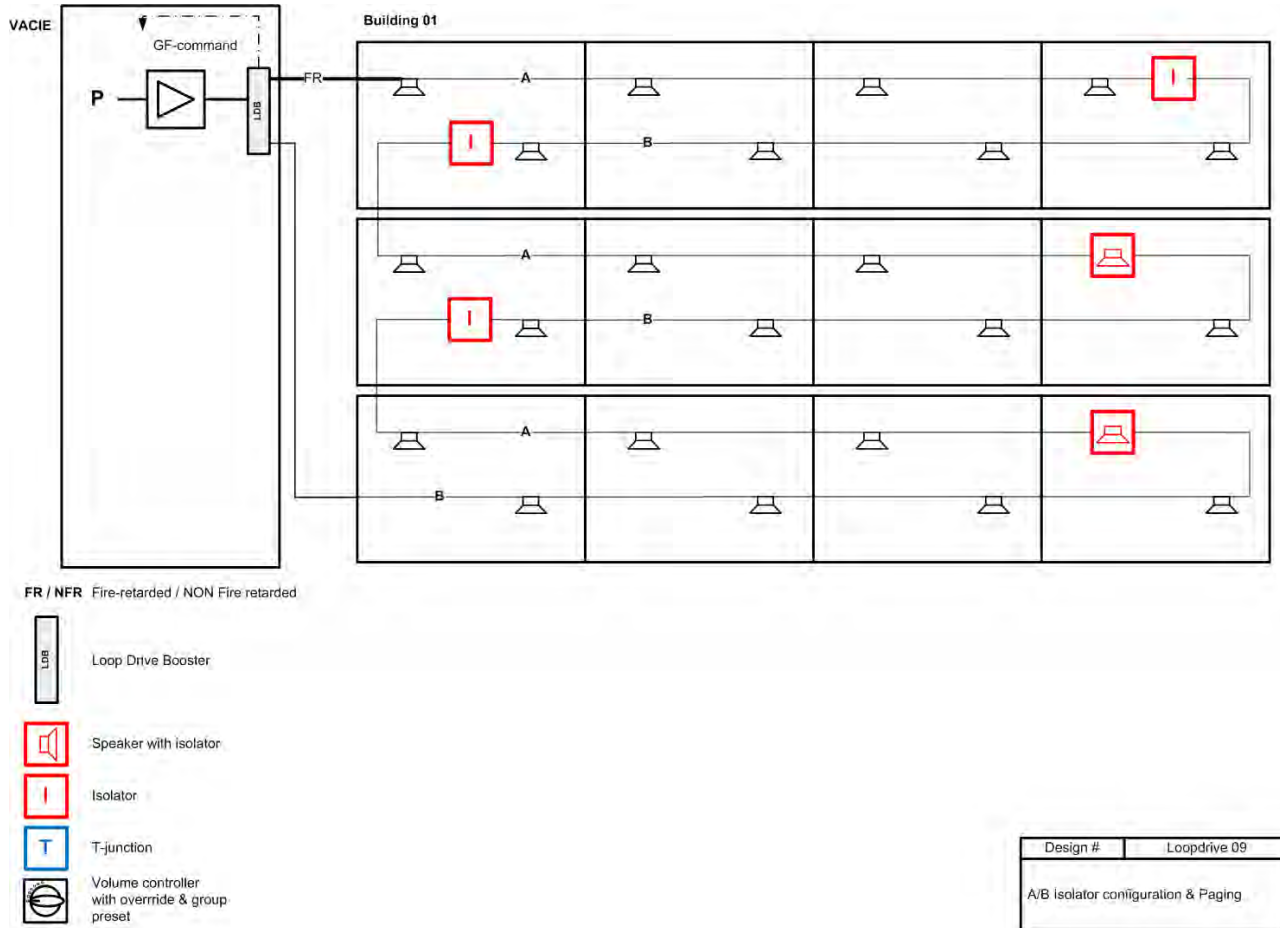 VACIE
Building 01
GF-command
P
LDB
FR
A
I
I
B
A
I
B
A
B
FR / NFR Fire-retarded / NON Fire retarded
LDB
Loop Drive Booster
Speaker with isolator
I
Isolator
T
T-junction
Volume controller
with overrride & group
preset
Design #
Loopdrive 09
A/B isolator configuration & Paging